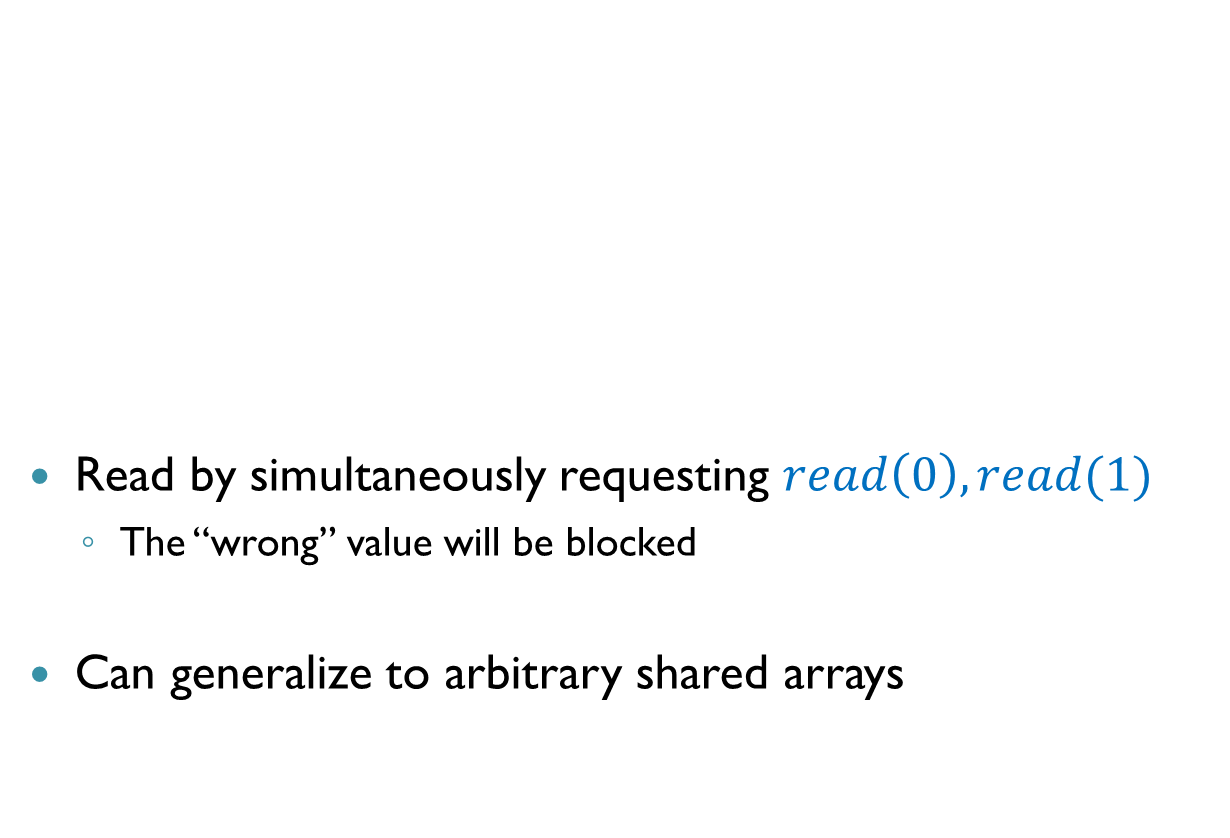 • Read by simultaneously requesting 𝑟𝑒𝑎𝑑(0), 𝑟𝑒𝑎𝑑(1)
◦ The “wrong” value will be blocked
• Can generalize to arbitrary shared arrays